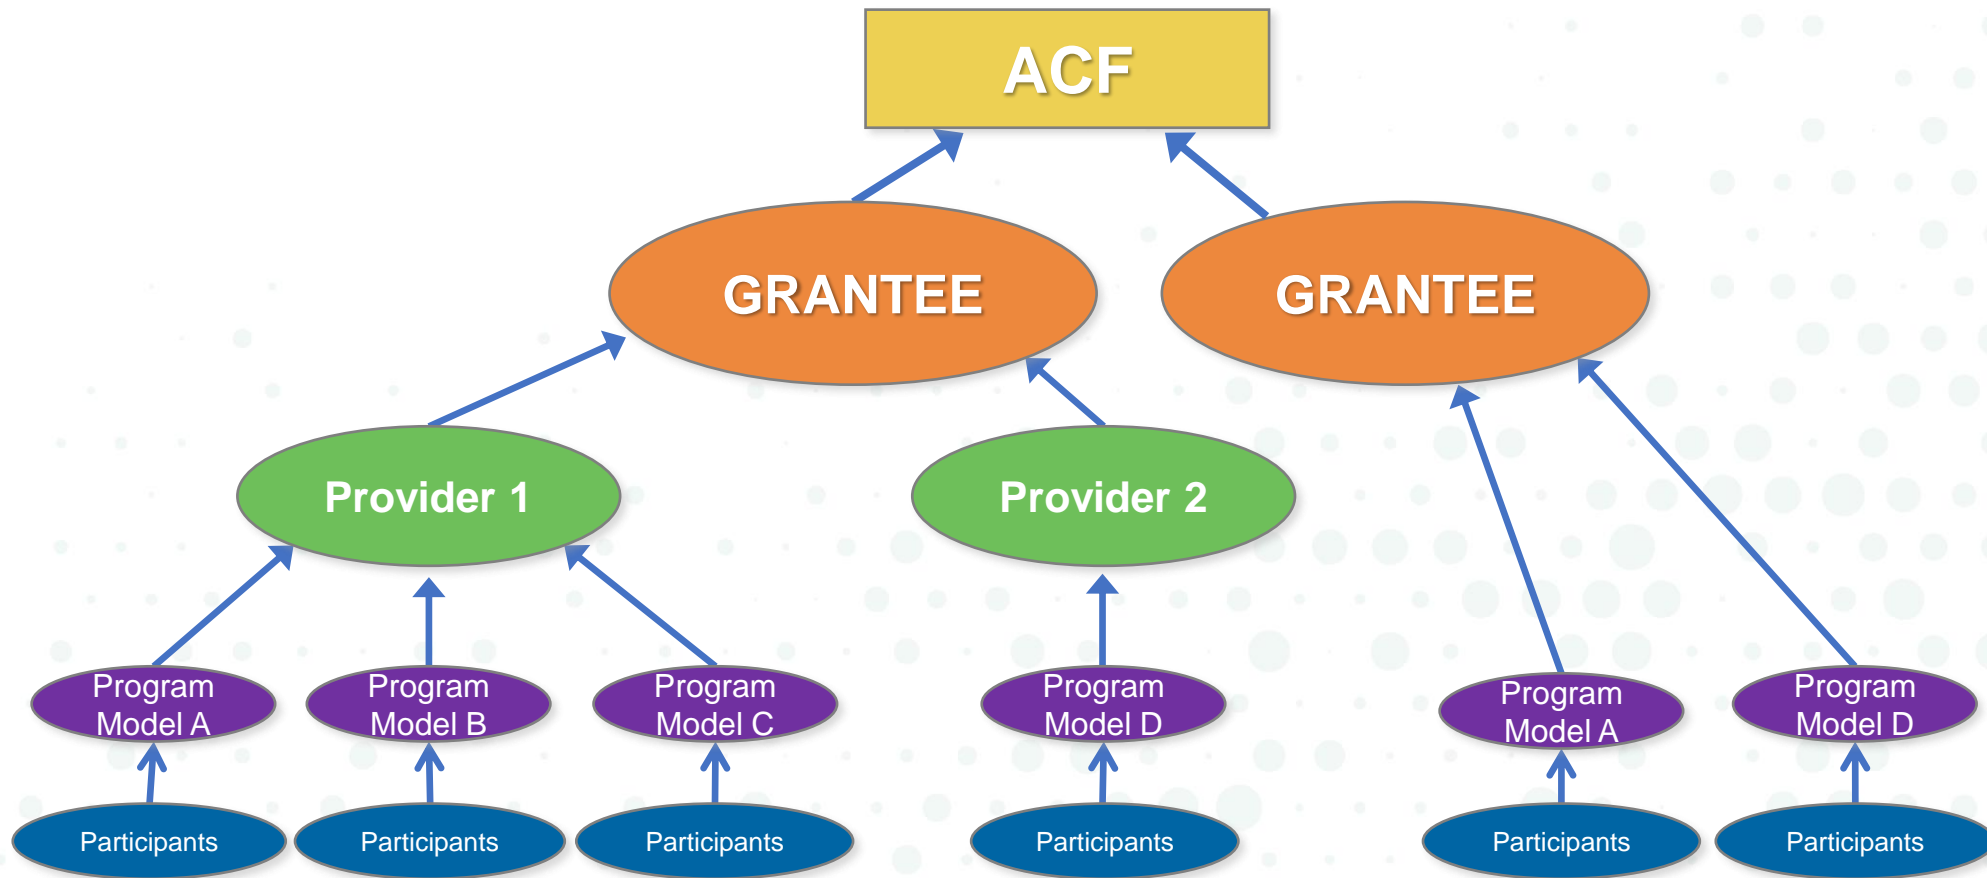 ACF
GRANTEE
GRANTEE
Provider 1
Provider 2
Program
Model A
Program
Model B
Program
Model C
Program
Model D
Program
Model A
Program
Model D
Participants
Participants
Participants
Participants
Participants
Participants